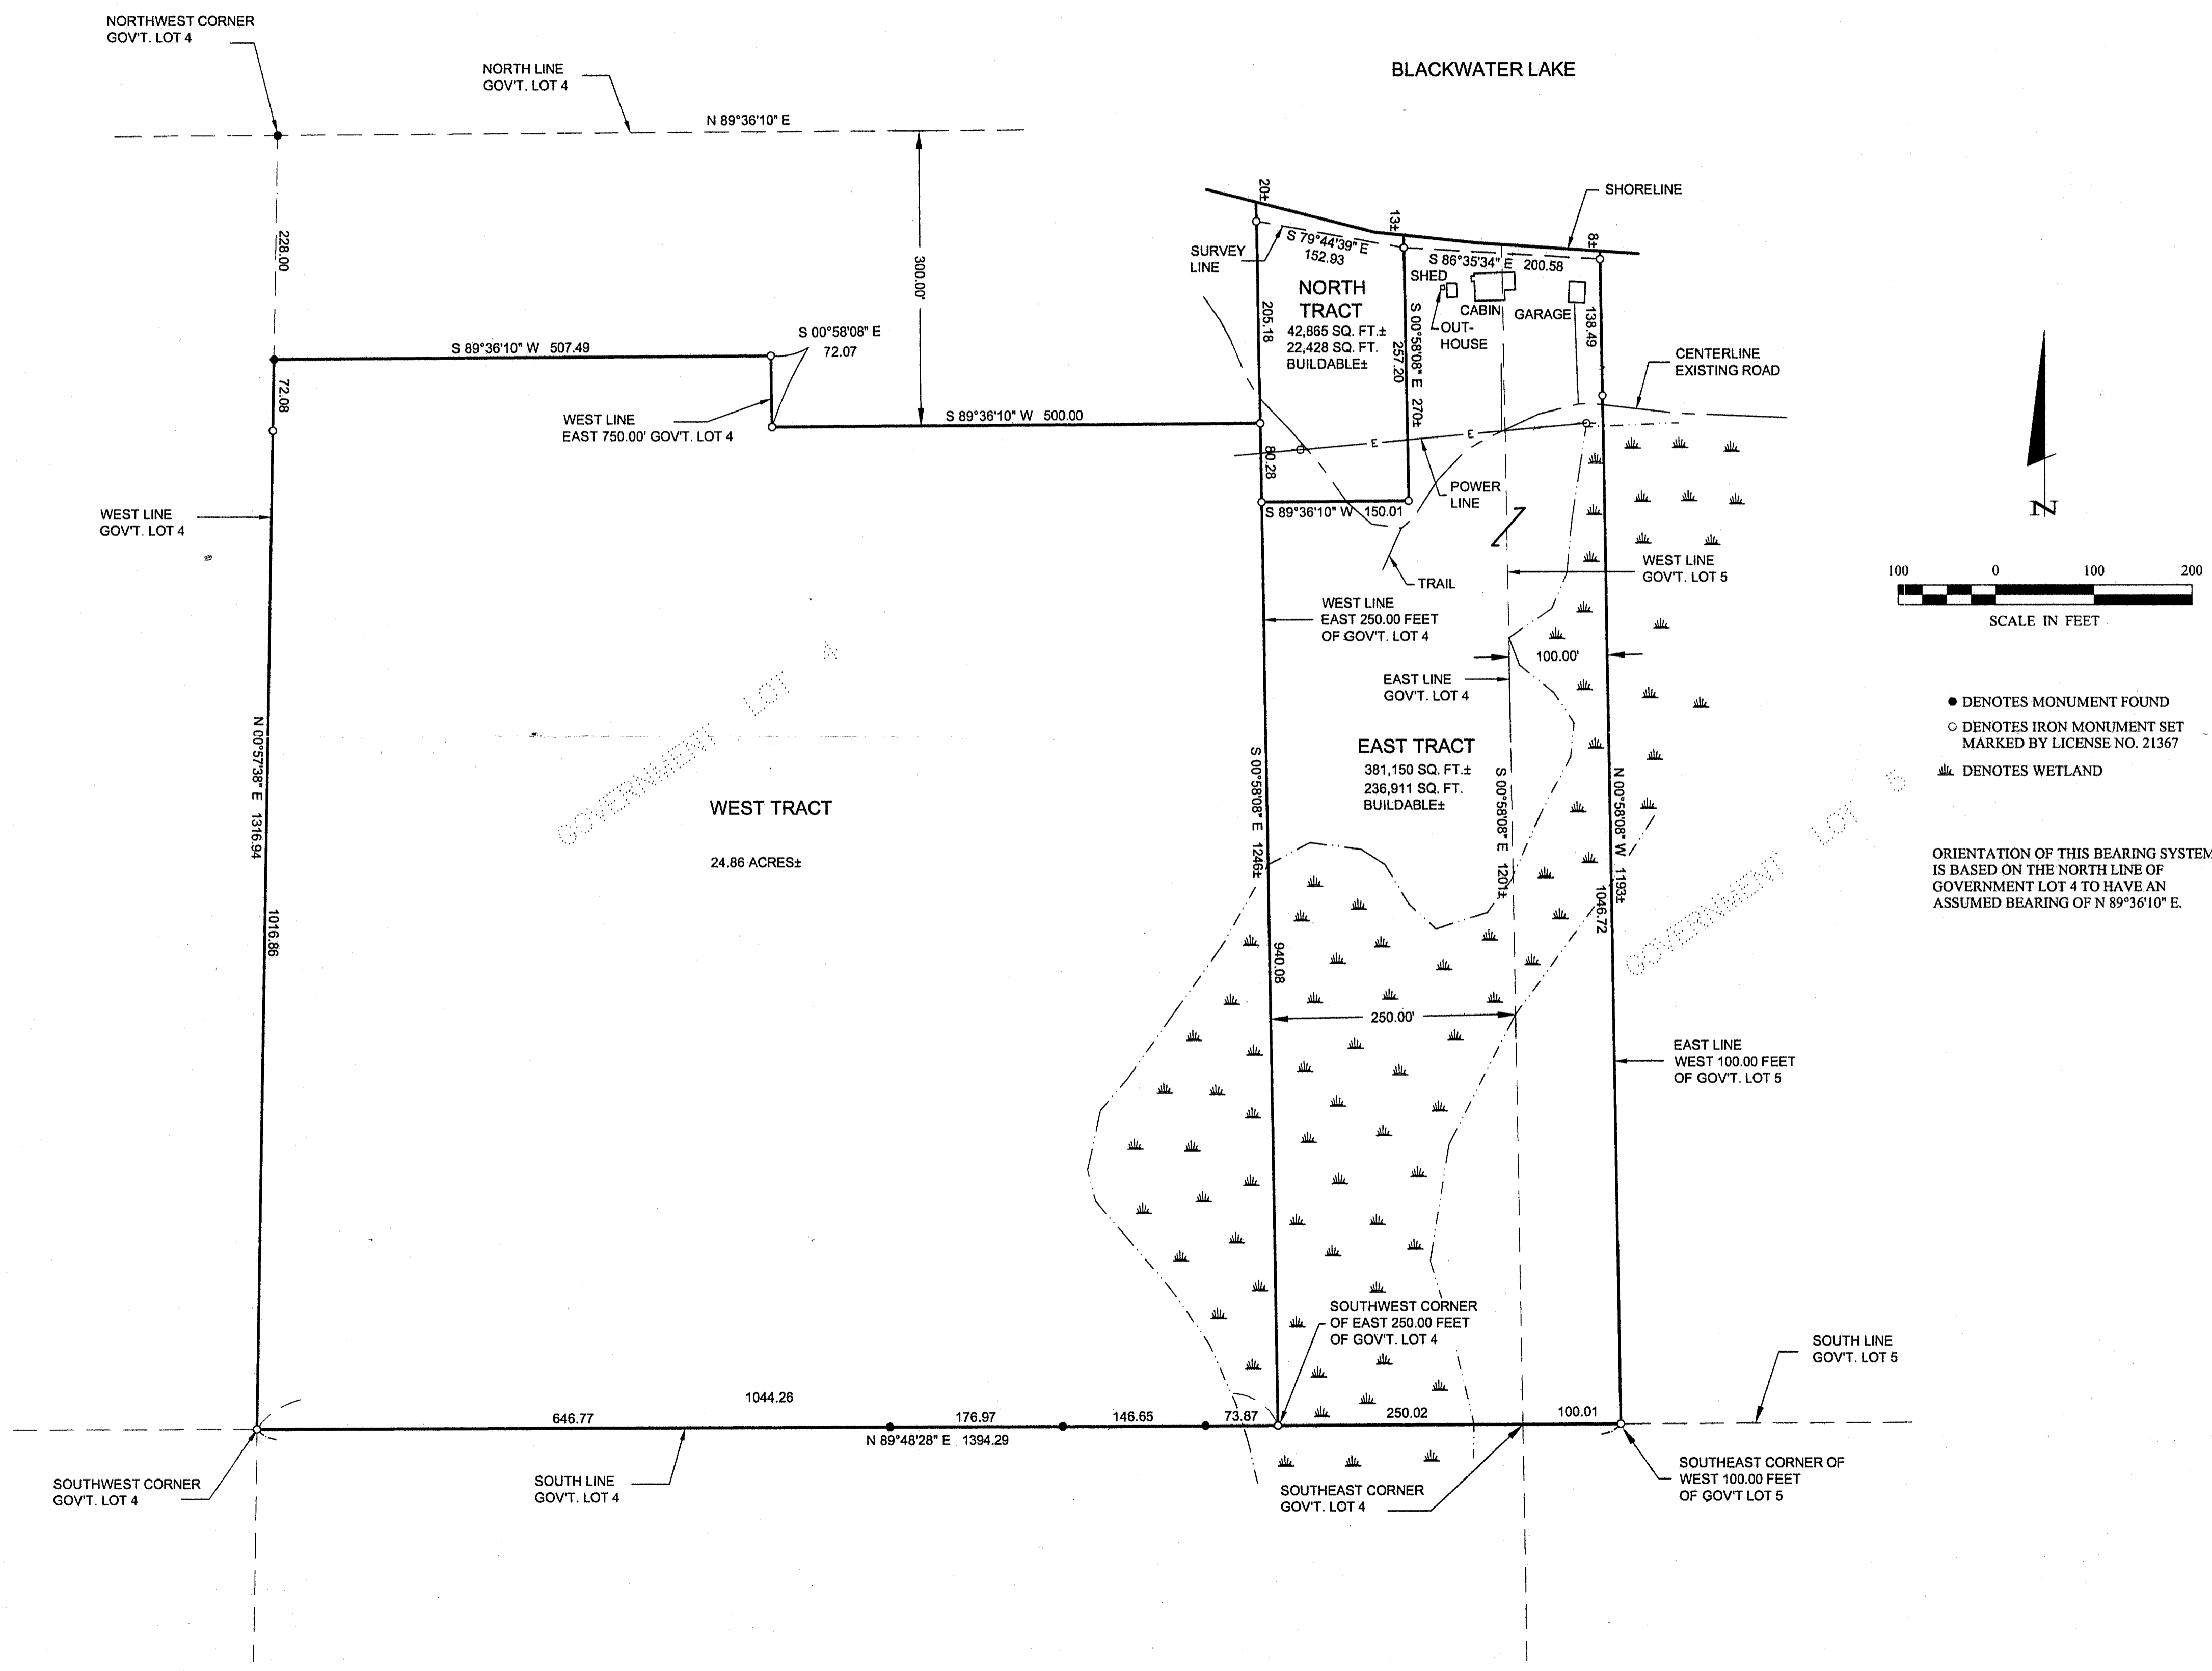 NORTHWEST CORNER
GOV'T. LOT 4
NORTH LINE
GOV'T. LOT 4
N 89°36'10" E
BLACKWATER LAKE
228.00
300.00'
20±
13±
8±
SHORELINE
SURVEY
LINE
S 79°44'39" E
152.93
S 86°35'34" E 200.58
NORTH
TRACT
42,865 SQ. FT.±
22,428 SQ. FT.
BUILDABLE±
205.18
SHED
CABIN
GARAGE
OUT-
HOUSE
138.49
S 00°58'08" E 270±
257.20
CENTERLINE
EXISTING ROAD
S 89°36'10" W 507.49
S 00°58'08" E
72.07
72.08
WEST LINE
EAST 750.00' GOV'T. LOT 4
S 89°36'10" W 500.00
E
E
80.28
POWER
LINE
S 89°36'10" W 150.01
WEST LINE
GOV'T. LOT 4
TRAIL
WEST LINE
GOV'T. LOT 5
WEST LINE
EAST 250.00 FEET
OF GOV'T. LOT 4
100.00'
EAST LINE
GOV'T. LOT 4
N
100 0 100 200
SCALE IN FEET
DENOTES MONUMENT FOUND
DENOTES IRON MONUMENT SET
MARKED BY LICENSE NO. 21367
DENOTES WETLAND
ORIENTATION OF THIS BEARING SYSTEM
IS BASED ON THE NORTH LINE OF
GOVERNMENT LOT 4 TO HAVE AN
ASSUMED BEARING OF N 89°36'10" E.
N 00°57'38" E 1316.94
1016.86
GOVERNMENT LOT 4
WEST TRACT
24.86 ACRES±
EAST TRACT
381,150 SQ. FT.±
236,911 SQ. FT.
BUILDABLE±
S 00°58'08" E 1246±
940.08
S 00°58'08" E 1201±
N 00°58'08" W 1193±
1046.72
GOVERNMENT LOT 5
250.00'
EAST LINE
WEST 100.00 FEET
OF GOV'T. LOT 5
SOUTHWEST CORNER
OF EAST 250.00 FEET
OF GOV'T. LOT 4
SOUTH LINE
GOV'T. LOT 5
1044.26
646.77
176.97
146.65
73.87
250.02
100.01
N 89°48'28" E 1394.29
SOUTHWEST CORNER
GOV'T. LOT 4
SOUTH LINE
GOV'T. LOT 4
SOUTHEAST CORNER
GOV'T. LOT 4
SOUTHEAST CORNER OF
WEST 100.00 FEET
OF GOV'T LOT 5